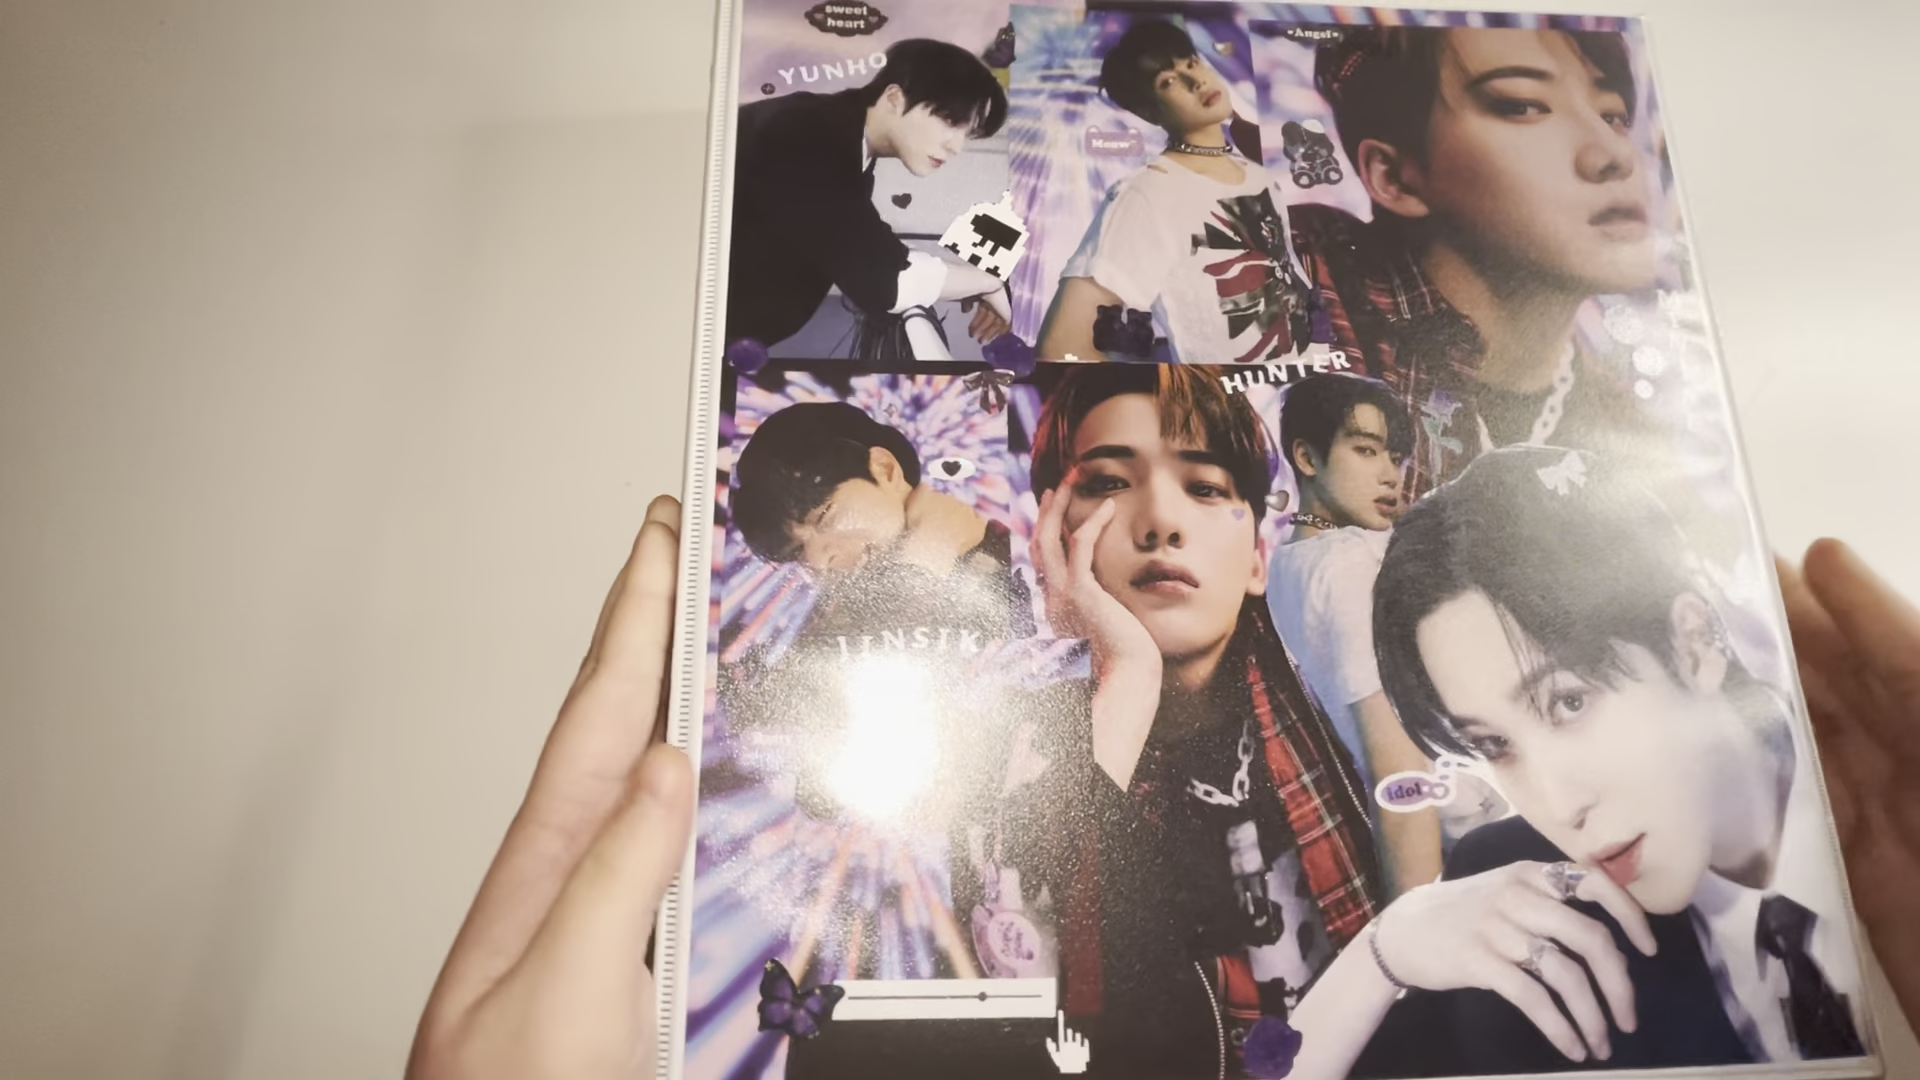 sweet
heart
YUNHO
•Angel•
Meow
HUNTER
JINSIK
idol